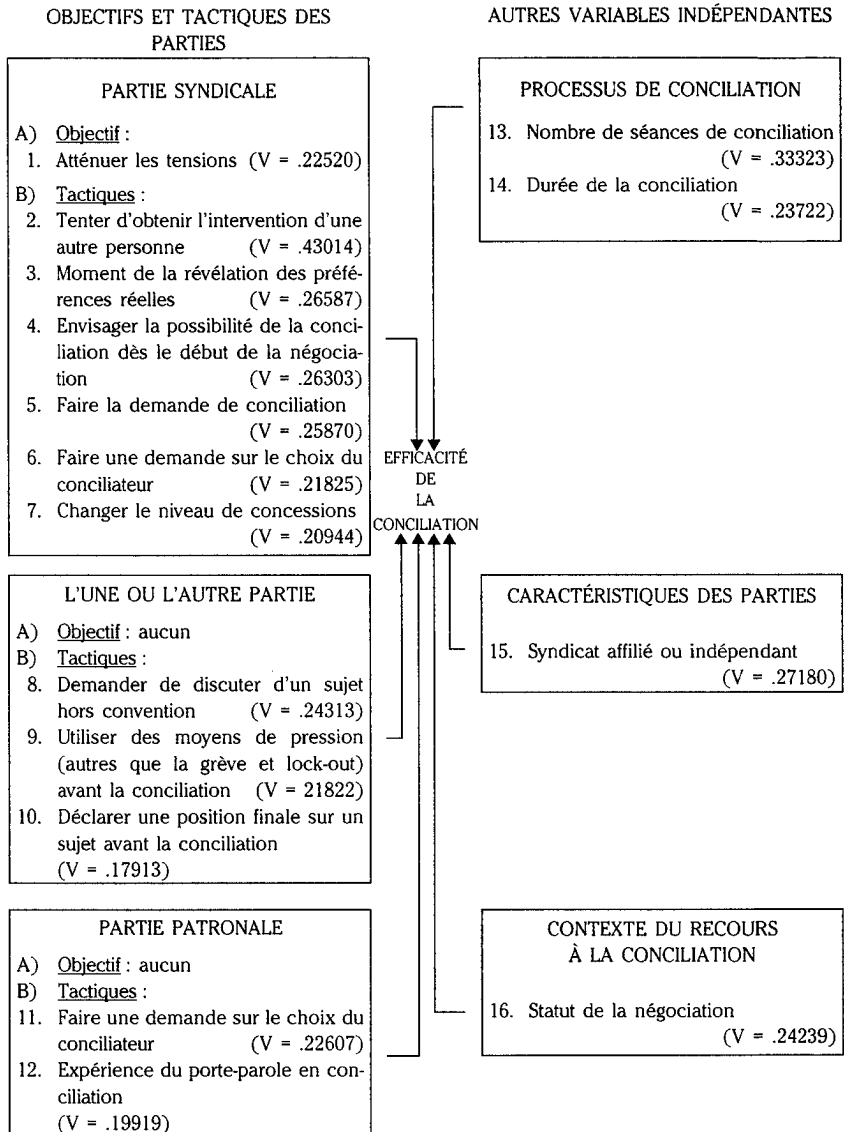 OBJECTIFS ET TACTIQUES DES
PARTIES
PARTIE SYNDICALE
A) Objectif :
1. Atténuer les tensions (V = .22520)
B) Tactiques :
2. Tenter d'obtenir l'intervention d'une
autre personne (V = .43014)
3. Moment de la révélation des préfé-
rences réelles (V = .26587)
4. Envisager la possibilité de la conci-
liation dès le début de la négocia-
tion (V = .26303)
5. Faire la demande de conciliation
(V = .25870)
6. Faire une demande sur le choix du
conciliateur (V = .21825)
7. Changer le niveau de concessions
(V = .20944)
L'UNE OU L'AUTRE PARTIE
A) Objectif : aucun
B) Tactiques :
8. Demander de discuter d'un sujet
hors convention (V = .24313)
9. Utiliser des moyens de pression
(autres que la grève et lock-out)
avant la conciliation (V = 21822)
10. Déclarer une position finale sur un
sujet avant la conciliation
(V = .17913)
PARTIE PATRONALE
A) Objectif : aucun
B) Tactiques :
11. Faire une demande sur le choix du
conciliateur (V = .22607)
12. Expérience du porte-parole en con-
ciliation
(V = .19919)
EFFICACITÉ
DE
LA
CONCILIATION
AUTRES VARIABLES INDÉPENDANTES
PROCESSUS DE CONCILIATION
13. Nombre de séances de conciliation
(V = .33323)
14. Durée de la conciliation
(V = .23722)
CARACTÉRISTIQUES DES PARTIES
15. Syndicat affilié ou indépendant
(V = .27180)
CONTEXTE DU RECOURS
À LA CONCILIATION
16. Statut de la négociation
(V = .24239)